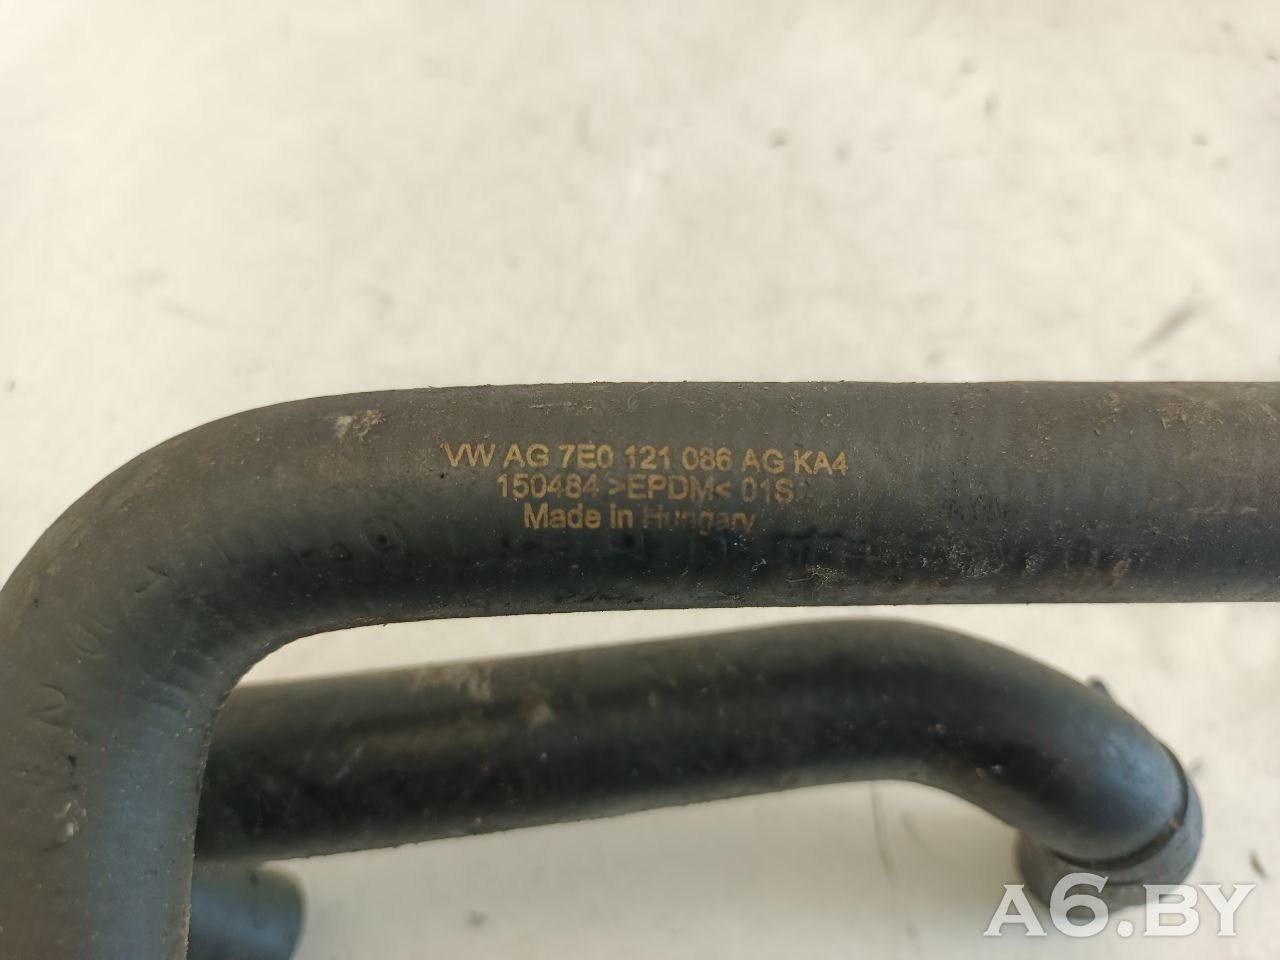 VW AG 7E0 121 086 AG KA4
150484 >EPDM< 01S
Made in Hungary
A6.BY